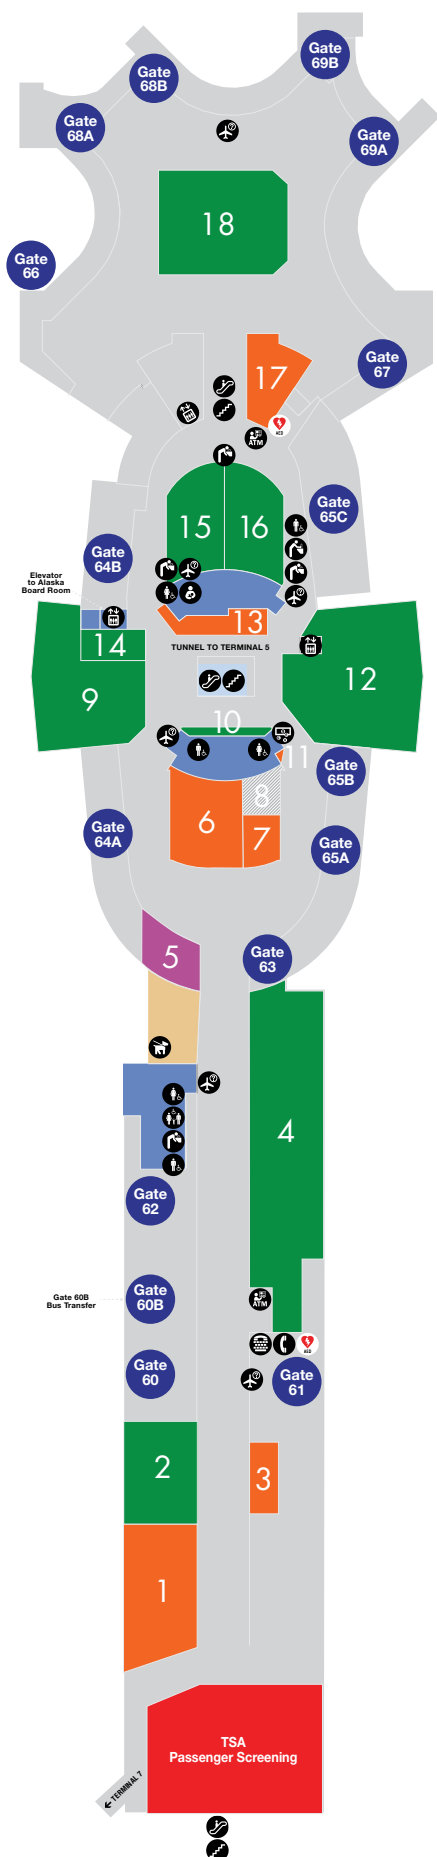 Gate
69B
Gate
68B
Gate
68A
Gate
69A
18
Gate
66
Gate
67
17
ATM
AED
15
16
Gate
65C
Gate
64B
Elevator
to Alaska
Board Room
13
14
TUNNEL TO TERMINAL 5
9
12
10
11
Gate
65B
8
6
7
Gate
64A
Gate
65A
5
Gate
63
4
Gate
62
Gate 60B
Bus Transfer
Gate
60B
ATM
AED
Gate
60
Gate
61
2
3
1
TSA
Passenger Screening
← TERMINAL 7